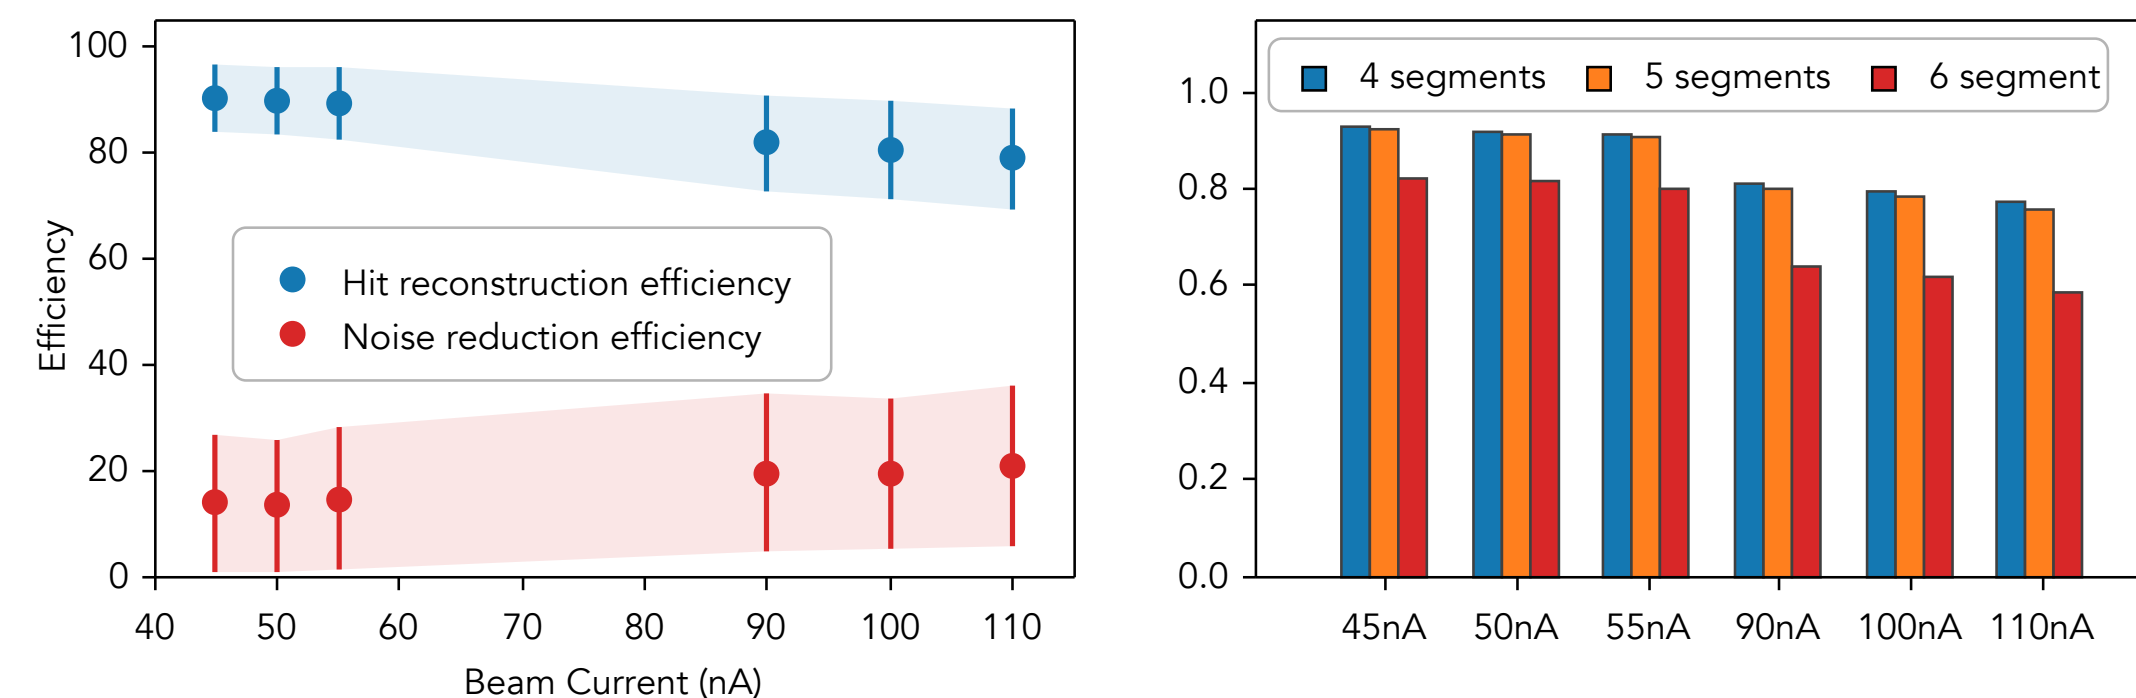 100
80
60
40
20
0
Efficiency
Hit reconstruction efficiency
Noise reduction efficiency
40 50 60 70 80 90 100 110
Beam Current (nA)
4 segments 5 segments 6 segment
1.0
0.8
0.6
0.4
0.2
0.0
45nA 50nA 55nA 90nA 100nA 110nA